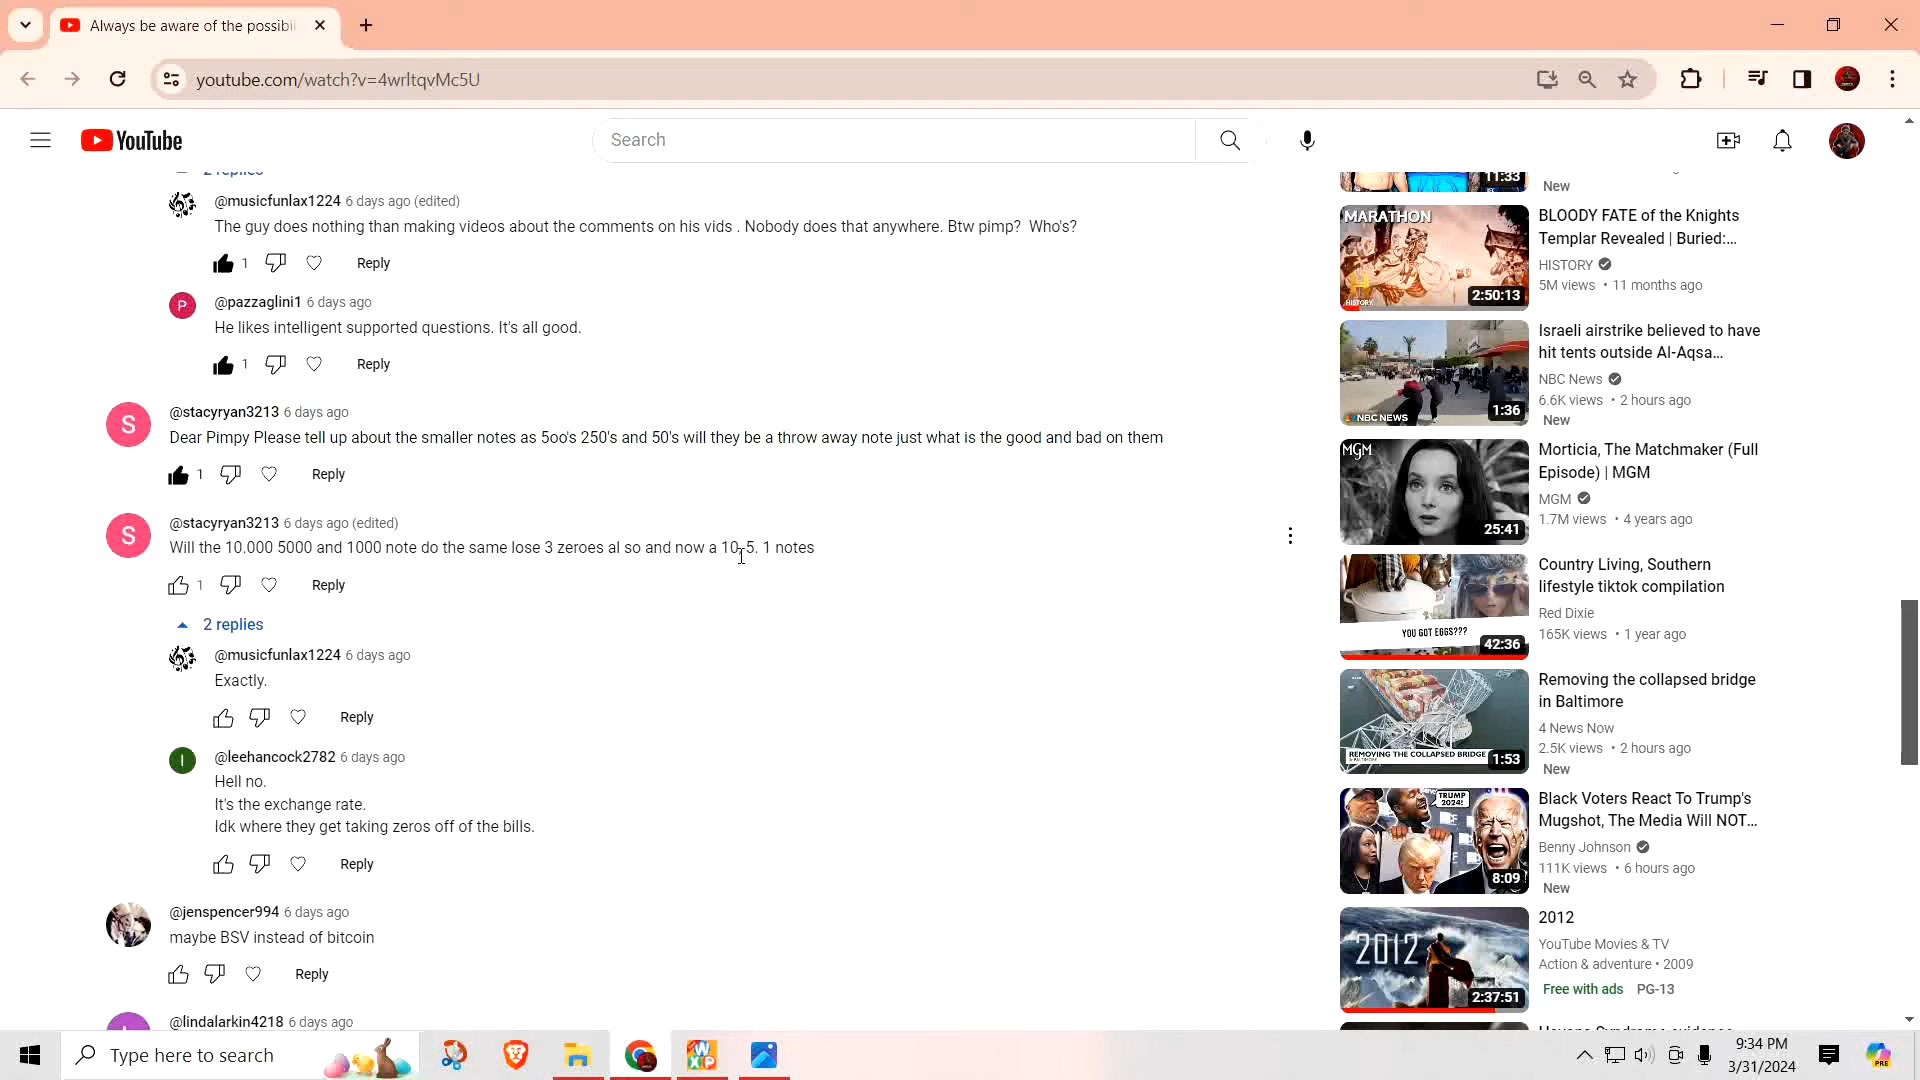 Always be aware of the possibi
youtube.com/watch?v=4wrltqvMc5U
YouTube
Search
2 replies
@musicfunlax1224 6 days ago (edited)
The guy does nothing than making videos about the comments on his vids . Nobody does that anywhere. Btw pimp? Who's?
1 Reply
@pazzaglini1 6 days ago
P
He likes intelligent supported questions. It's all good.
1 Reply
@stacyryan3213 6 days ago
S
Dear Pimpy Please tell up about the smaller notes as 5oo's 250's and 50's will they be a throw away note just what is the good and bad on them
1 Reply
@stacyryan3213 6 days ago (edited)
S
Will the 10.000 5000 and 1000 note do the same lose 3 zeroes al so and now a 10. 5. 1 notes
1 Reply
2 replies
@musicfunlax1224 6 days ago
Exactly.
Reply
@leehancock2782 6 days ago
Hell no.
It's the exchange rate.
Idk where they get taking zeros off of the bills.
Reply
@jenspencer994 6 days ago
maybe BSV instead of bitcoin
Reply
@lindalarkin4218 6 days ago
11:33
New
MARATHON
HISTORY
2:50:13
BLOODY FATE of the Knights
Templar Revealed | Buried:...
HISTORY
5M views • 11 months ago
NBC NEWS
1:36
Israeli airstrike believed to have
hit tents outside Al-Aqsa...
NBC News
6.6K views • 2 hours ago
New
MGM
25:41
Morticia, The Matchmaker (Full
Episode) | MGM
MGM
1.7M views • 4 years ago
YOU GOT EGGS???
42:36
Country Living, Southern
lifestyle tiktok compilation
Red Dixie
165K views • 1 year ago
REMOVING THE COLLAPSED BRIDGE
1:53
Removing the collapsed bridge
in Baltimore
4 News Now
2.5K views • 2 hours ago
New
TRUMP
2024!
8:09
Black Voters React To Trump's
Mugshot, The Media Will NOT...
Benny Johnson
111K views • 6 hours ago
New
2012
2:37:51
2012
YouTube Movies & TV
Action & adventure • 2009
Free with ads PG-13
Type here to search
W
XP
9:34 PM
3/31/2024
PRE